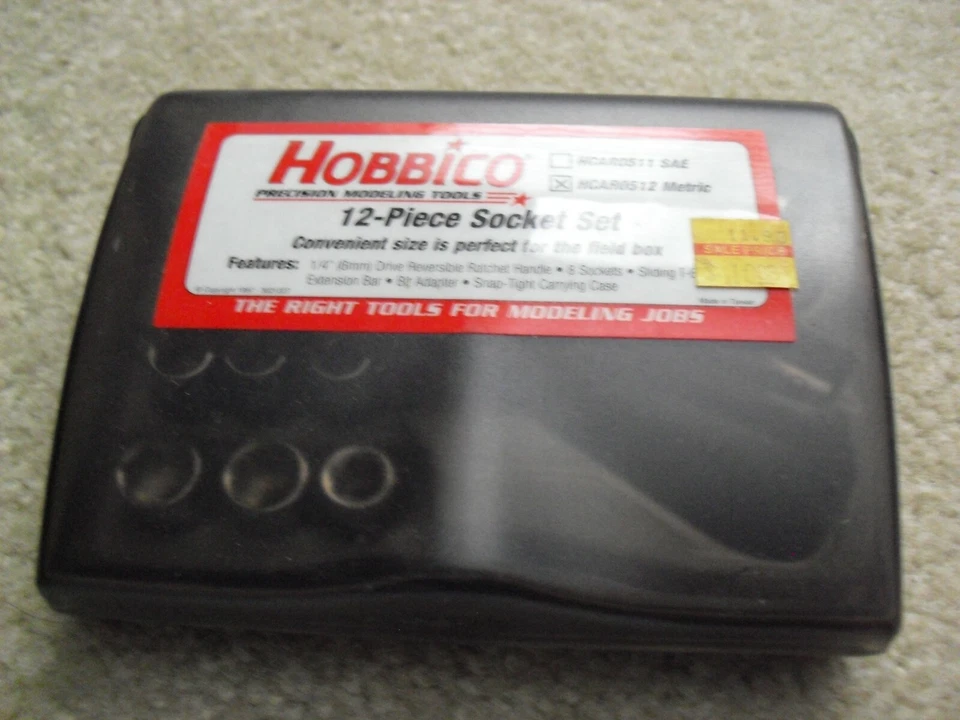 HOBBICO
PRECISION MODELING TOOLS
HCAR0511 SAE
HCAR0512 Metric
12-Piece Socket Set
Convenient size is perfect for the field box
Features: 1/4" (6mm) Drive Reversible Ratchet Handle • 8 Sockets • Sliding T-
Extension Bar • Bit Adapter • Snap-Tight Carrying Case
Made in Taiwan
THE RIGHT TOOLS FOR MODELING JOBS